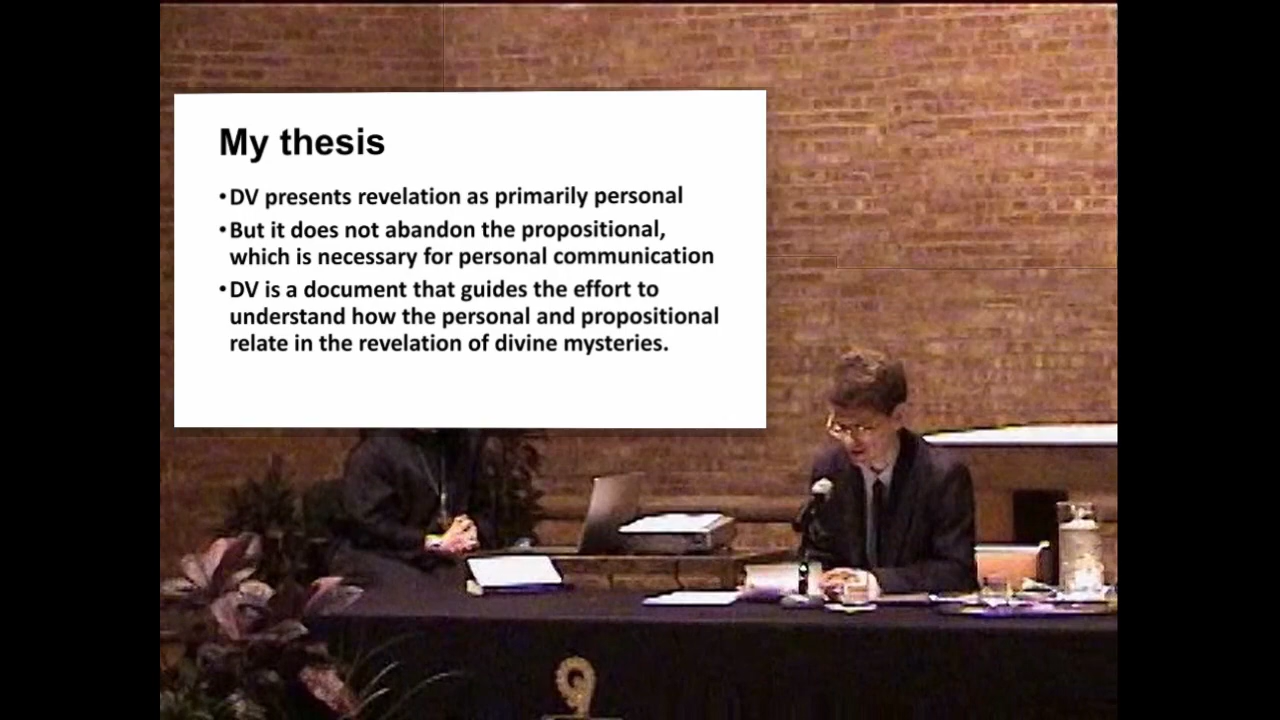 My thesis
•DV presents revelation as primarily personal
•But it does not abandon the propositional,
which is necessary for personal communication
•DV is a document that guides the effort to
understand how the personal and propositional
relate in the revelation of divine mysteries.